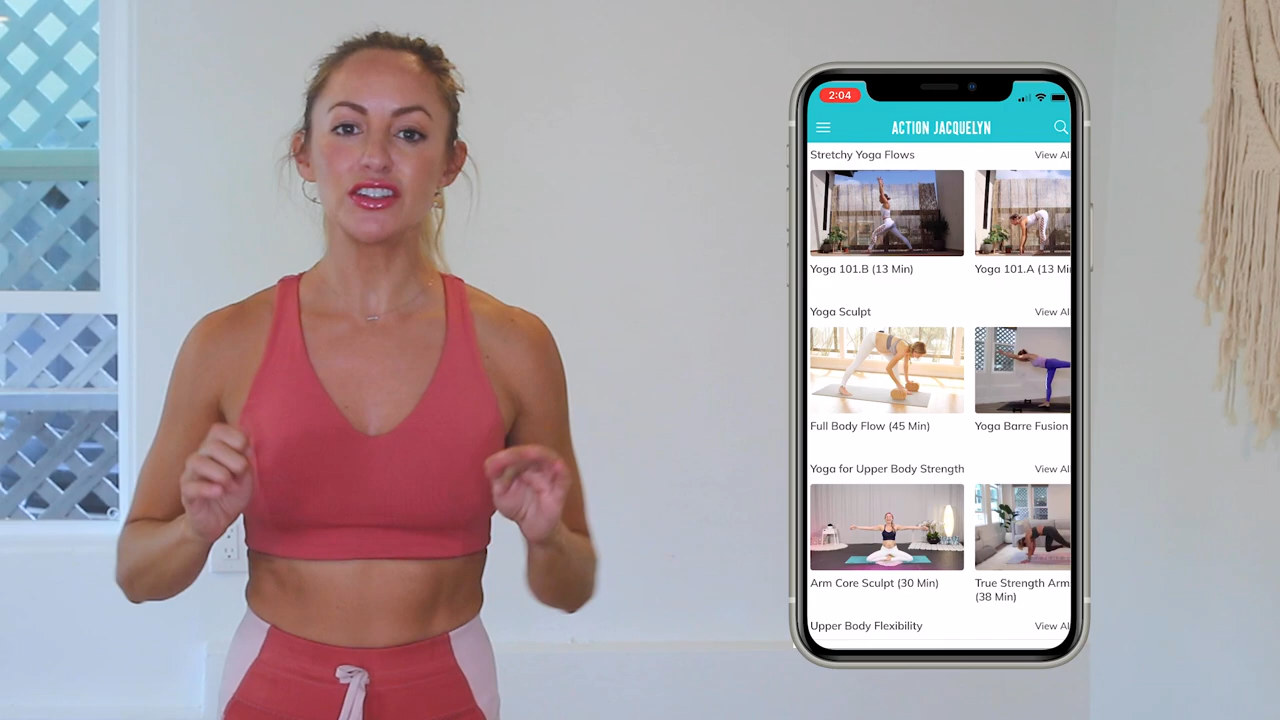 2:04
ACTION JACQUELYN
Stretchy Yoga Flows View Al
Yoga 101.B (13 Min) Yoga 101.A (13 Mi
Yoga Sculpt View Al
Full Body Flow (45 Min) Yoga Barre Fusion
Yoga for Upper Body Strength View Al
Arm Core Sculpt (30 Min) True Strength Arm
(38 Min)
Upper Body Flexibility View Al